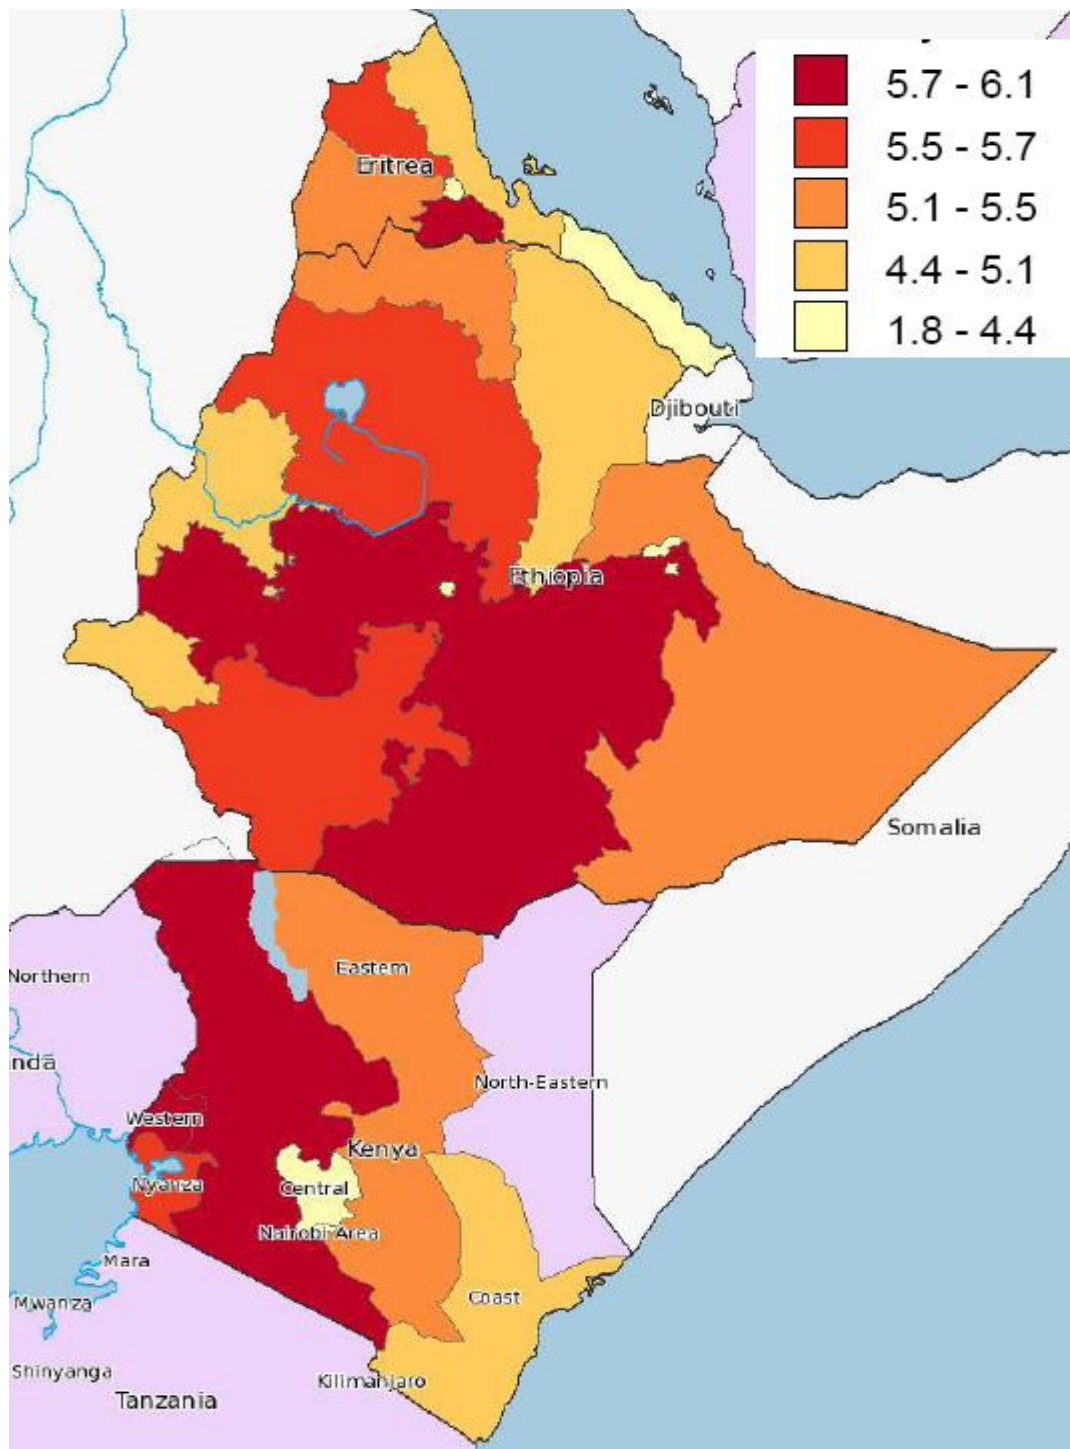 5.7 - 6.1
5.5 - 5.7
5.1 - 5.5
4.4 - 5.1
1.8 - 4.4
Eritrea
Djibouti
Ethiopia
Somalia
Northern
Eastern
nda
North-Eastern
Western
Kenya
Nyanza
Central
Nairobi Area
Mara
Mwanza
Coast
Shinyanga
Kilimanjaro
Tanzania